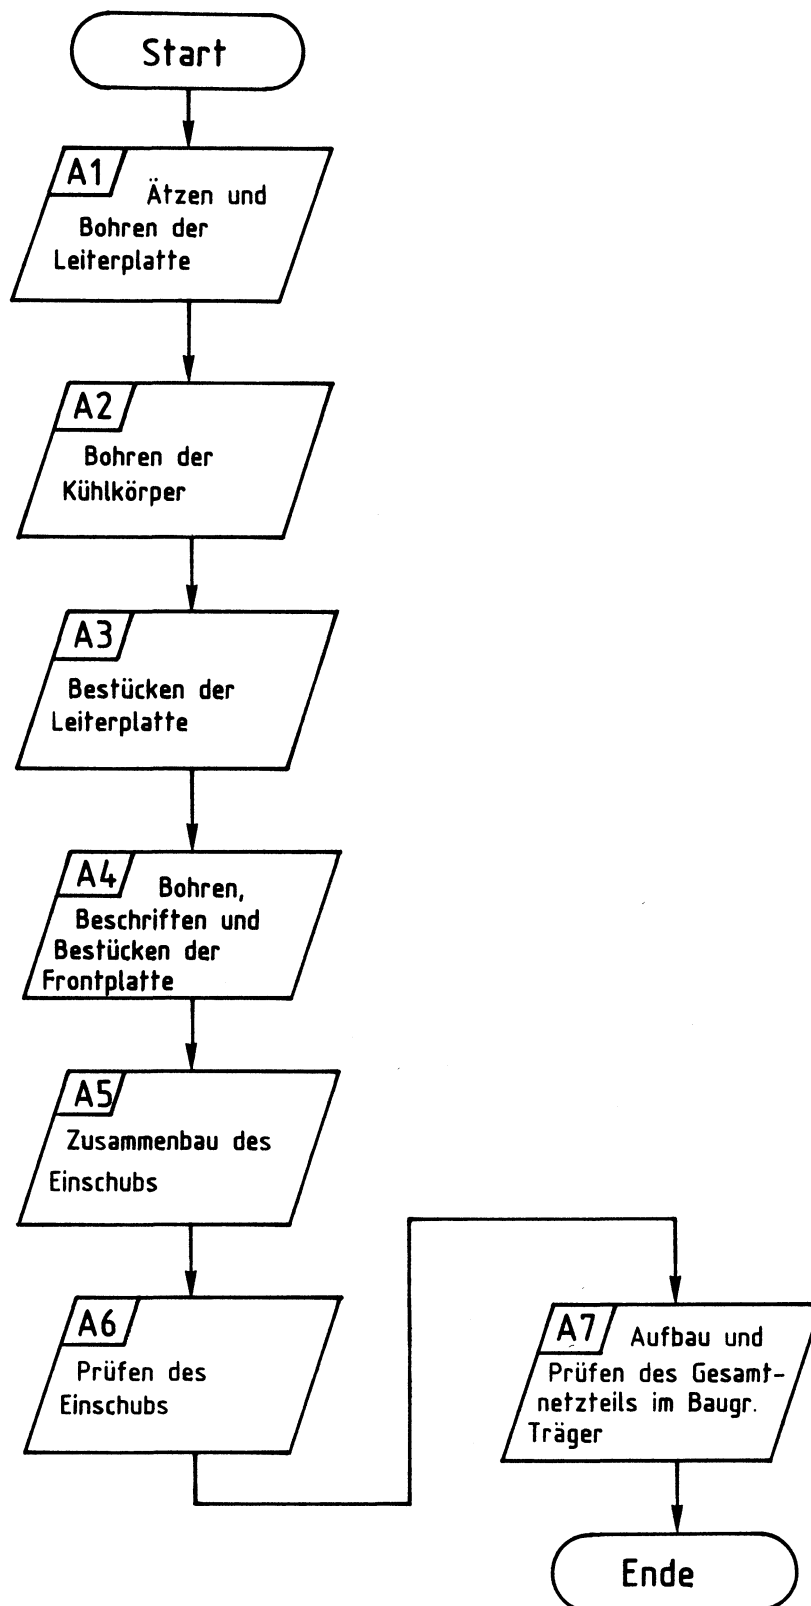 Start
A1
Ätzen und
Bohren der
Leiterplatte
A2
Bohren der
Kühlkörper
A3
Bestücken der
Leiterplatte
A4
Bohren,
Beschriften und
Bestücken der
Frontplatte
A5
Zusammenbau des
Einschubs
A6
Prüfen des
Einschubs
A7
Aufbau und
Prüfen des Gesamt-
netzteils im Baugr.
Träger
Ende